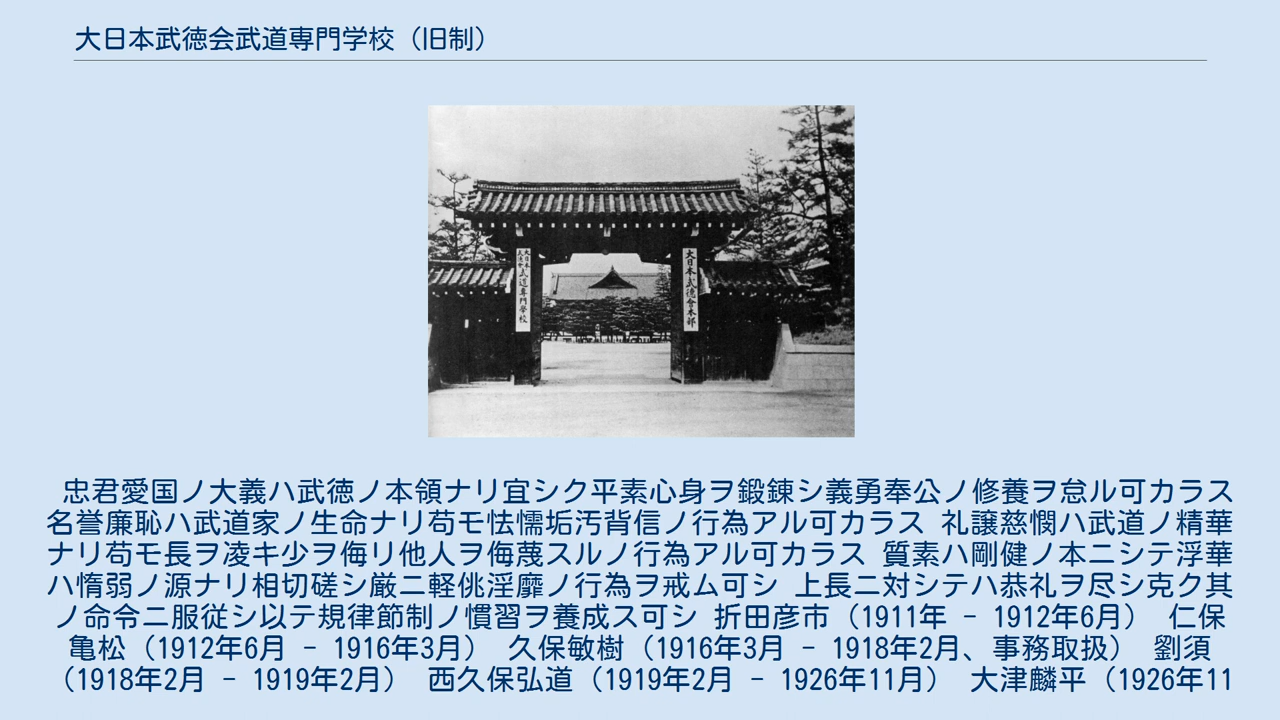 大日本武徳会武道専門学校（旧制）
大日本武徳會
武道専門學校
大日本武徳會本部
忠君愛国ノ大義ハ武徳ノ本領ナリ宜シク平素心身ヲ鍛錬シ義勇奉公ノ修養ヲ怠ル可カラス
名誉廉恥ハ武道家ノ生命ナリ苟モ怯懦垢汚背信ノ行為アル可カラス 礼譲慈憫ハ武道ノ精華
ナリ苟モ長ヲ凌キ少ヲ侮リ他人ヲ侮蔑スルノ行為アル可カラス 質素ハ剛健ノ本ニシテ浮華
ハ惰弱ノ源ナリ相切磋シ厳ニ軽佻淫靡ノ行為ヲ戒ム可シ 上長ニ対シテハ恭礼ヲ尽シ克ク其
ノ命令ニ服従シ以テ規律節制ノ慣習ヲ養成ス可シ 折田彦市（1911年 - 1912年6月） 仁保
亀松（1912年6月 - 1916年3月） 久保敏樹（1916年3月 - 1918年2月、事務取扱） 劉須
（1918年2月 - 1919年2月） 西久保弘道（1919年2月 - 1926年11月） 大津麟平（1926年11